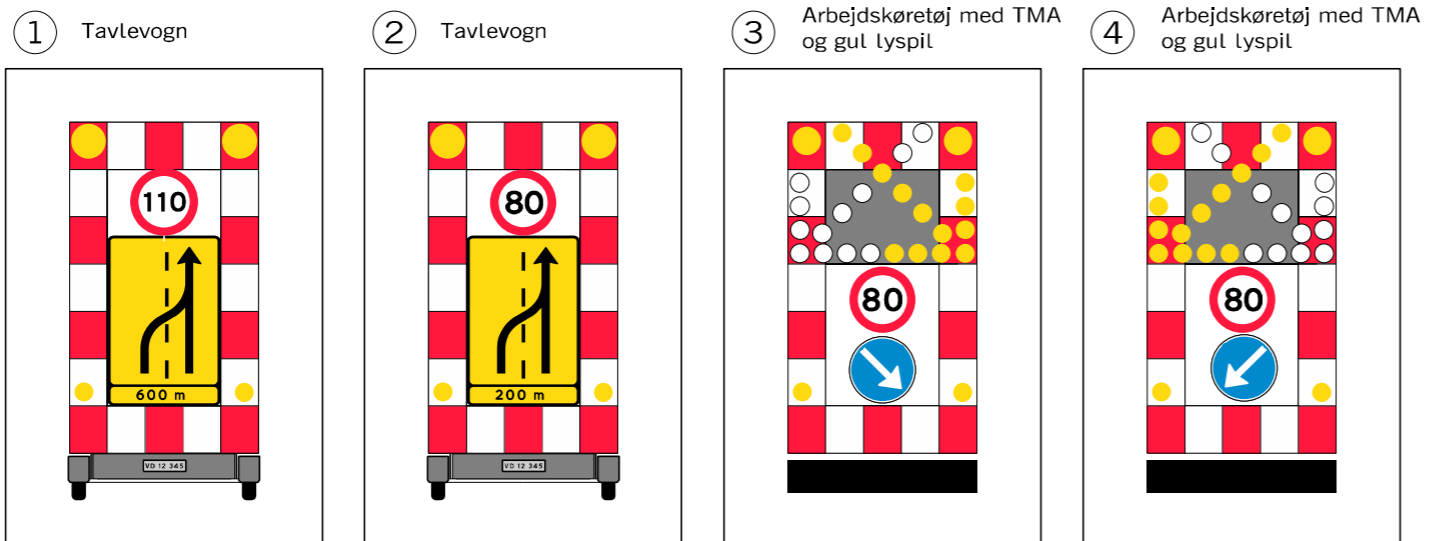 1 Tavlevogn
2 Tavlevogn
3 Arbejdskøretøj med TMA
og gul lyspil
4 Arbejdskøretøj med TMA
og gul lyspil
110
600 m
VD 12 345
80
200 m
VD 12 345
80
80